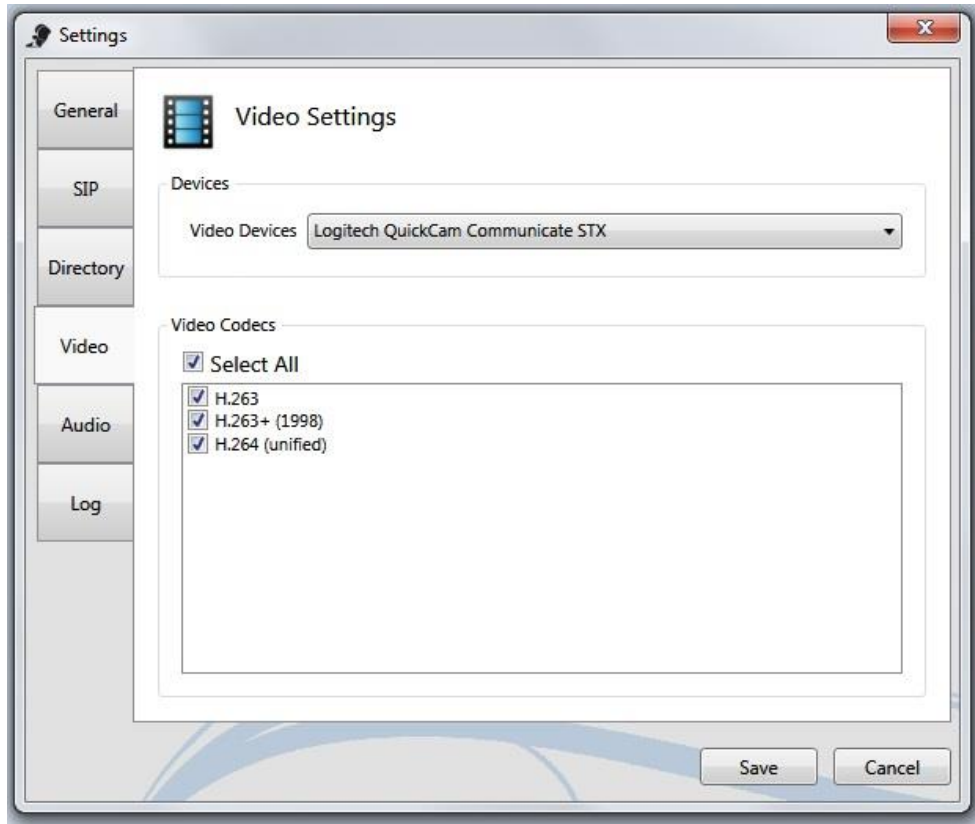 Settings
General
SIP
Directory
Video
Audio
Log
Video Settings
Devices
Video Devices Logitech QuickCam Communicate STX
Video Codecs
Select All
H.263
H.263+ (1998)
H.264 (unified)
Save Cancel